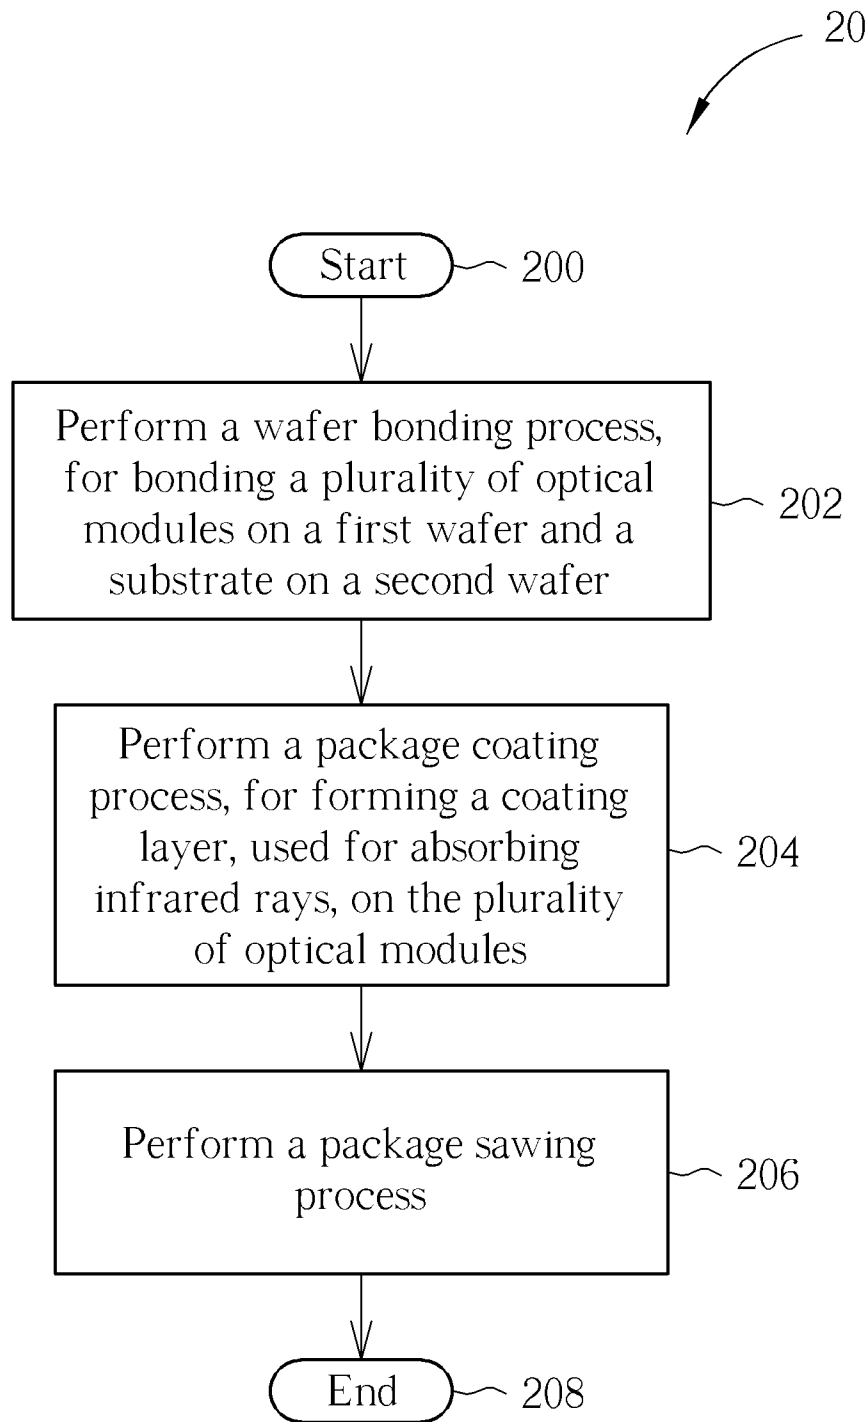 20
Start
200
Perform a wafer bonding process,
for bonding a plurality of optical
modules on a first wafer and a
substrate on a second wafer
202
Perform a package coating
process, for forming a coating
layer, used for absorbing
infrared rays, on the plurality
of optical modules
204
Perform a package sawing
process
206
End
208